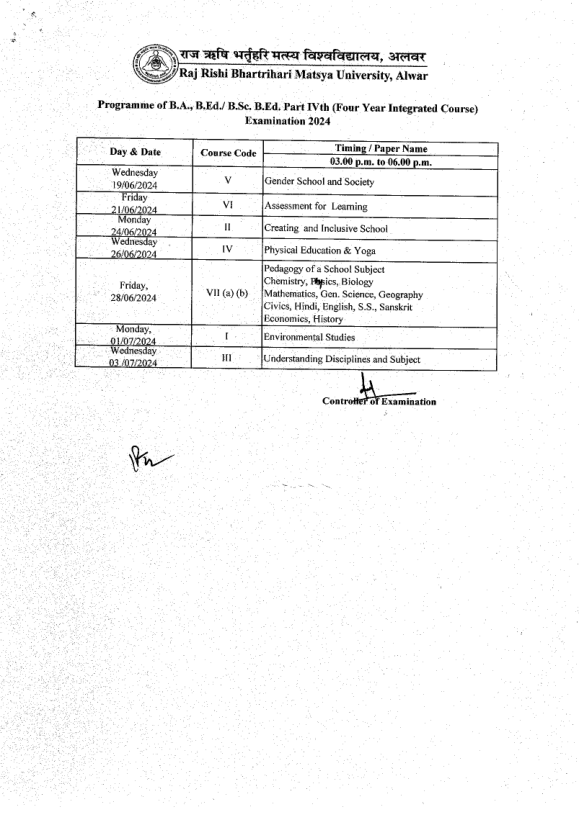 राज ऋषि भर्तृहरि मत्स्य विश्वविद्यालय, अलवर
Raj Rishi Bhartrihari Matsya University, Alwar
Programme of B.A., B.Ed./ B.Sc. B.Ed. Part IVth (Four Year Integrated Course)
Examination 2024
Day & Date Course Code Timing / Paper Name
03.00 p.m. to 06.00 p.m.
Wednesday
19/06/2024 V Gender School and Society
Friday
21/06/2024 VI Assessment for Learning
Monday
24/06/2024 II Creating and Inclusive School
Wednesday
26/06/2024 IV Physical Education & Yoga
Friday,
28/06/2024 VII (a) (b) Pedagogy of a School Subject
Chemistry, Physics, Biology
Mathematics, Gen. Science, Geography
Civics, Hindi, English, S.S., Sanskrit
Economics, History
Monday,
01/07/2024 I Environmental Studies
Wednesday
03 /07/2024 III Understanding Disciplines and Subject
Controller of Examination